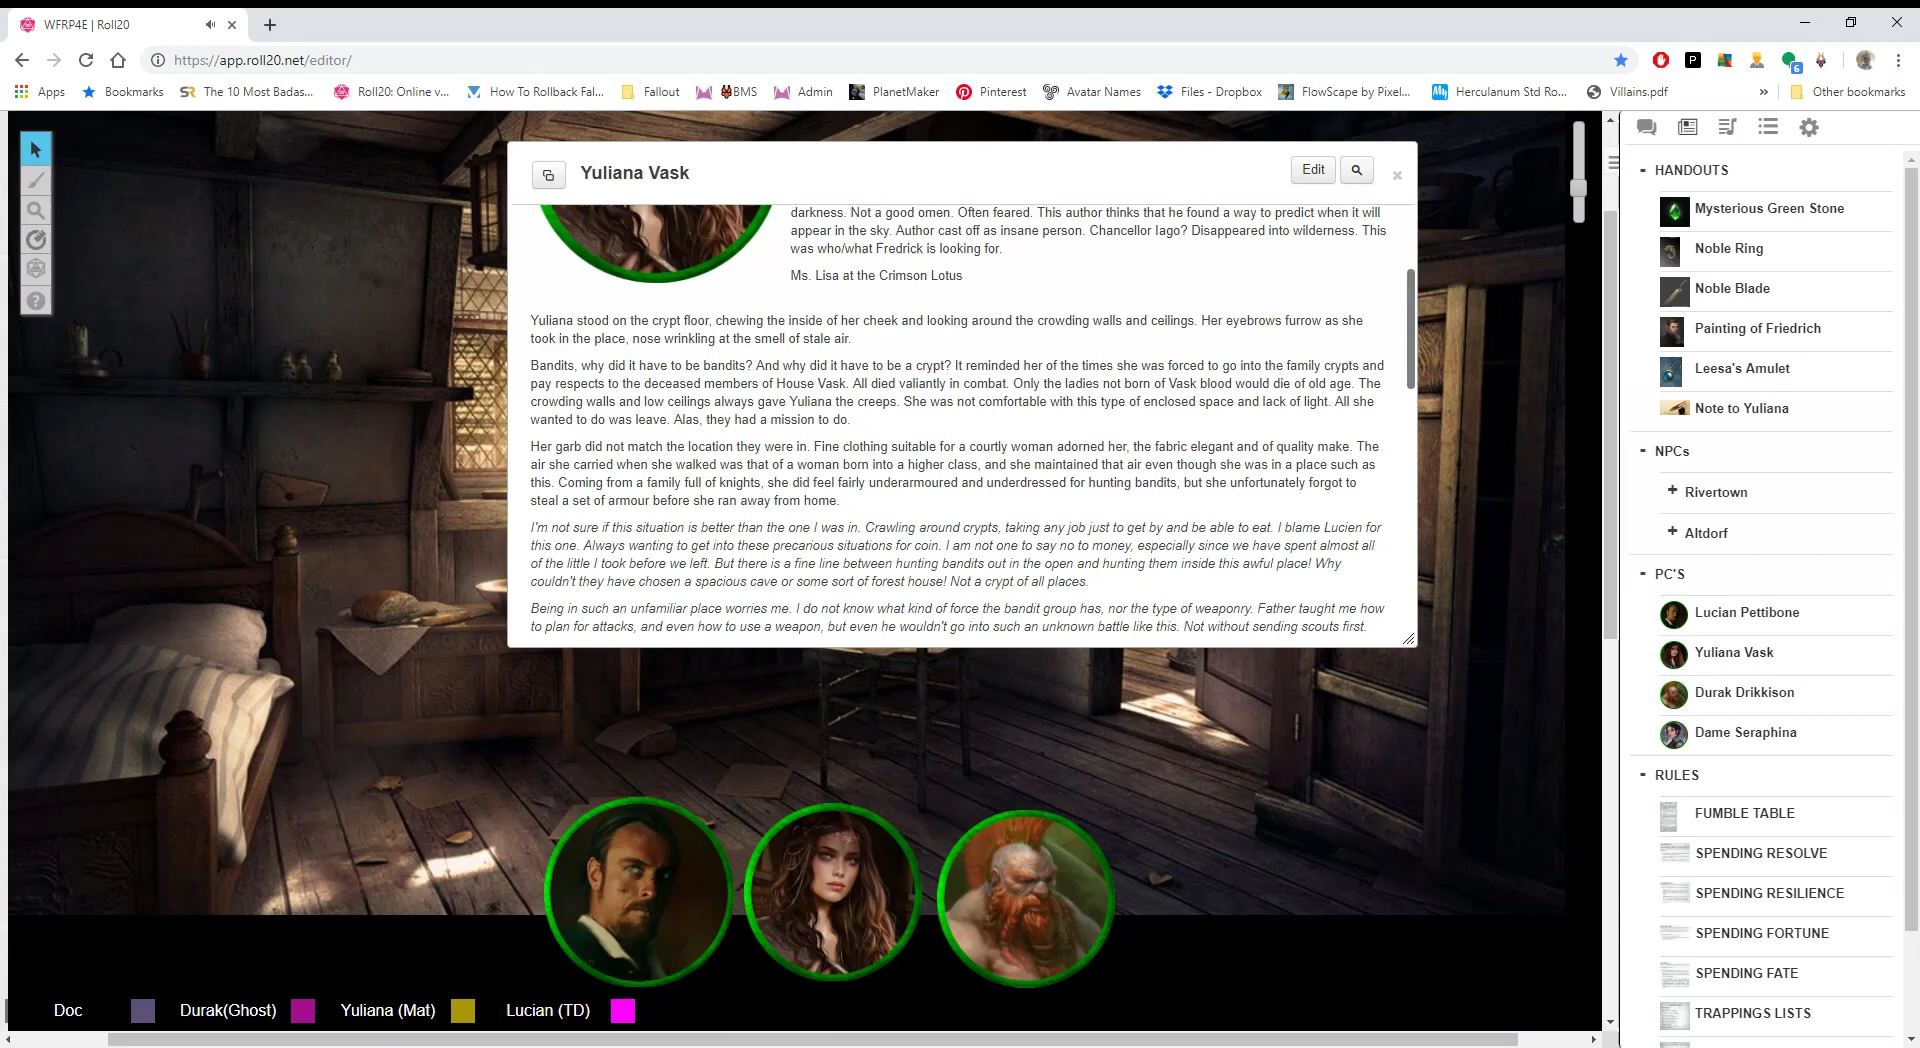 WFRP4E | Roll20
https://app.roll20.net/editor/
P
6
Apps
Bookmarks
SR
The 10 Most Badas...
Roll20: Online v...
How To Rollback Fal...
Fallout
BMS
Admin
PlanetMaker
Pinterest
Avatar Names
Files - Dropbox
FlowScape by Pixel...
Herculanum Std Ro...
Villains.pdf
»
Other bookmarks
Yuliana Vask
Edit
darkness. Not a good omen. Often feared. This author thinks that he found a way to predict when it will
appear in the sky. Author cast off as insane person. Chancellor Iago? Disappeared into wilderness. This
was who/what Fredrick is looking for.
Ms. Lisa at the Crimson Lotus
Yuliana stood on the crypt floor, chewing the inside of her cheek and looking around the crowding walls and ceilings. Her eyebrows furrow as she
took in the place, nose wrinkling at the smell of stale air.
Bandits, why did it have to be bandits? And why did it have to be a crypt? It reminded her of the times she was forced to go into the family crypts and
pay respects to the deceased members of House Vask. All died valiantly in combat. Only the ladies not born of Vask blood would die of old age. The
crowding walls and low ceilings always gave Yuliana the creeps. She was not comfortable with this type of enclosed space and lack of light. All she
wanted to do was leave. Alas, they had a mission to do.
Her garb did not match the location they were in. Fine clothing suitable for a courtly woman adorned her, the fabric elegant and of quality make. The
air she carried when she walked was that of a woman born into a higher class, and she maintained that air even though she was in a place such as
this. Coming from a family full of knights, she did feel fairly underarmoured and underdressed for hunting bandits, but she unfortunately forgot to
steal a set of armour before she ran away from home.
I'm not sure if this situation is better than the one I was in. Crawling around crypts, taking any job just to get by and be able to eat. I blame Lucien for
this one. Always wanting to get into these precarious situations for coin. I am not one to say no to money, especially since we have spent almost all
of the little I took before we left. But there is a fine line between hunting bandits out in the open and hunting them inside this awful place! Why
couldn't they have chosen a spacious cave or some sort of forest house! Not a crypt of all places.
Being in such an unfamiliar place worries me. I do not know what kind of force the bandit group has, nor the type of weaponry. Father taught me how
to plan for attacks, and even how to use a weapon, but even he wouldn't go into such an unknown battle like this. Not without sending scouts first.
HANDOUTS
Mysterious Green Stone
Noble Ring
Noble Blade
Painting of Friedrich
Leesa's Amulet
Note to Yuliana
NPCs
Rivertown
Altdorf
PC'S
Lucian Pettibone
Yuliana Vask
Durak Drikkison
Dame Seraphina
RULES
FUMBLE TABLE
SPENDING RESOLVE
SPENDING RESILIENCE
SPENDING FORTUNE
SPENDING FATE
TRAPPINGS LISTS
Doc
Durak(Ghost)
Yuliana (Mat)
Lucian (TD)